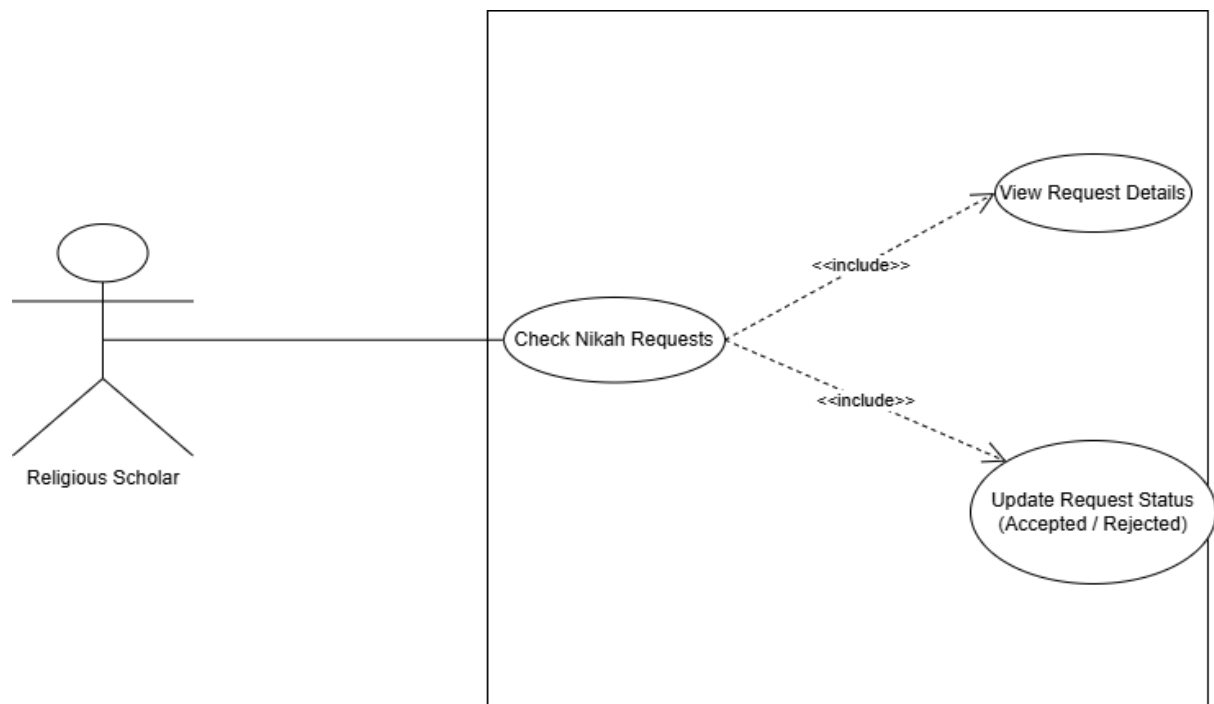 View Request Details
<<include>>
Check Nikah Requests
<<include>>
Religious Scholar
Update Request Status
(Accepted / Rejected)